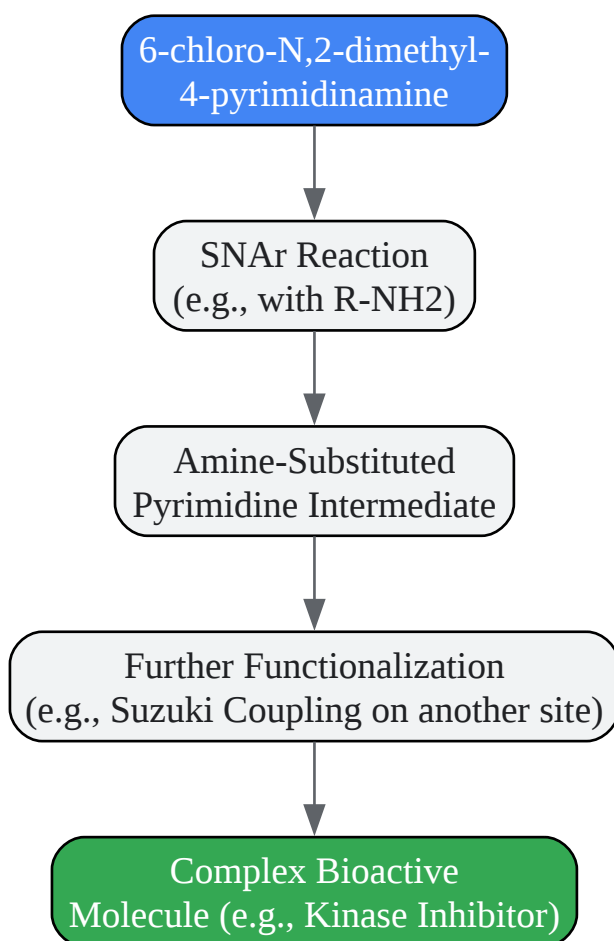 6-chloro-N,2-dimethyl-
4-pyrimidinamine
SNAr Reaction
(e.g., with R-NH2)
Amine-Substituted
Pyrimidine Intermediate
Further Functionalization
(e.g., Suzuki Coupling on another site)
Complex Bioactive
Molecule (e.g., Kinase Inhibitor)